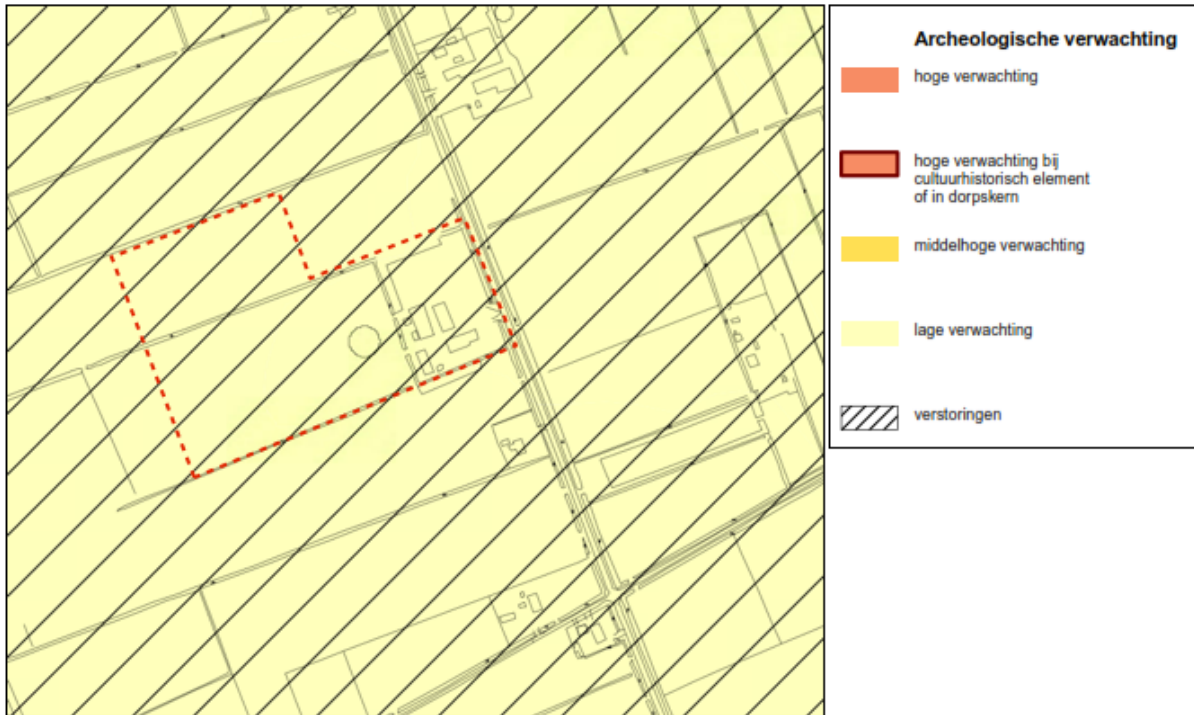 Archeologische verwachting
hoge verwachting
hoge verwachting bij
cultuurhistorisch element
of in dorpskern
middelhoge verwachting
lage verwachting
verstoringen